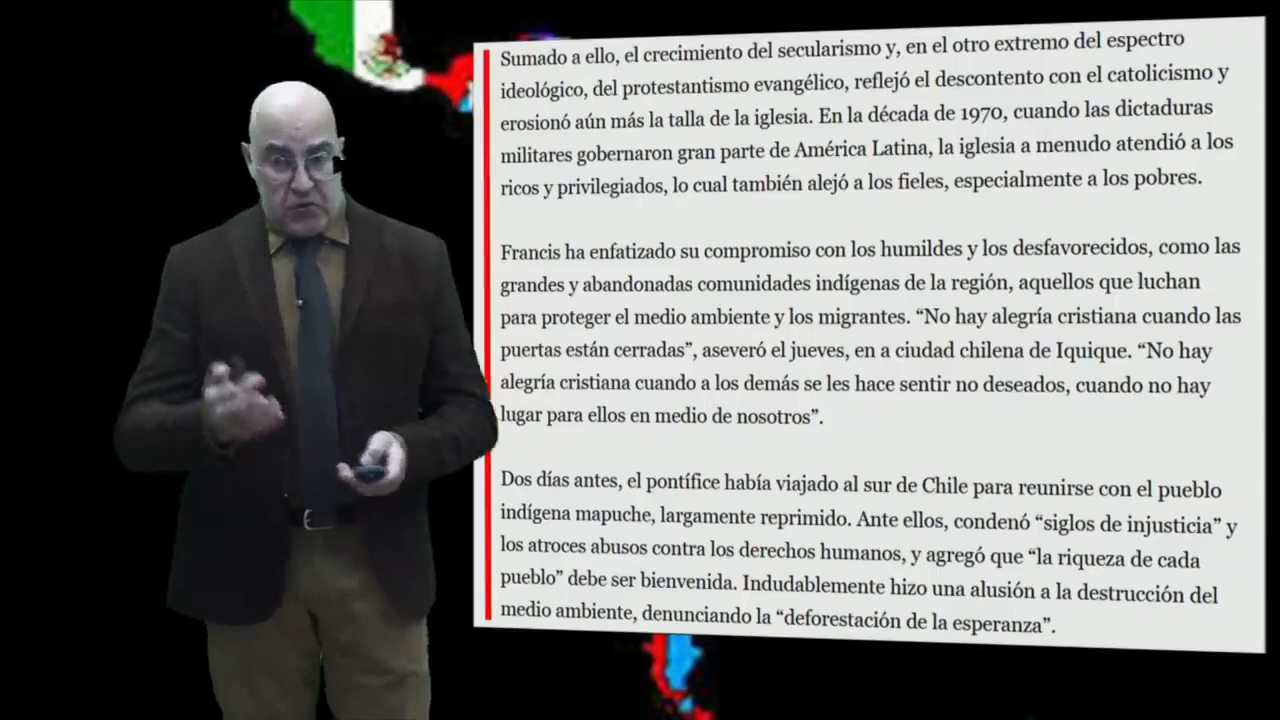 Sumado a ello, el crecimiento del secularismo y, en el otro extremo del espectro
ideológico, del protestantismo evangélico, reflejó el descontento con el catolicismo y
erosionó aún más la talla de la iglesia. En la década de 1970, cuando las dictaduras
militares gobernaron gran parte de América Latina, la iglesia a menudo atendió a los
ricos y privilegiados, lo cual también alejó a los fieles, especialmente a los pobres.
Francis ha enfatizado su compromiso con los humildes y los desfavorecidos, como las
grandes y abandonadas comunidades indígenas de la región, aquellos que luchan
para proteger el medio ambiente y los migrantes. “No hay alegría cristiana cuando las
puertas están cerradas”, aseveró el jueves, en a ciudad chilena de Iquique. “No hay
alegría cristiana cuando a los demás se les hace sentir no deseados, cuando no hay
lugar para ellos en medio de nosotros”.
Dos días antes, el pontífice había viajado al sur de Chile para reunirse con el pueblo
indígena mapuche, largamente reprimido. Ante ellos, condenó “siglos de injusticia” y
los atroces abusos contra los derechos humanos, y agregó que “la riqueza de cada
pueblo” debe ser bienvenida. Indudablemente hizo una alusión a la destrucción del
medio ambiente, denunciando la “deforestación de la esperanza”.